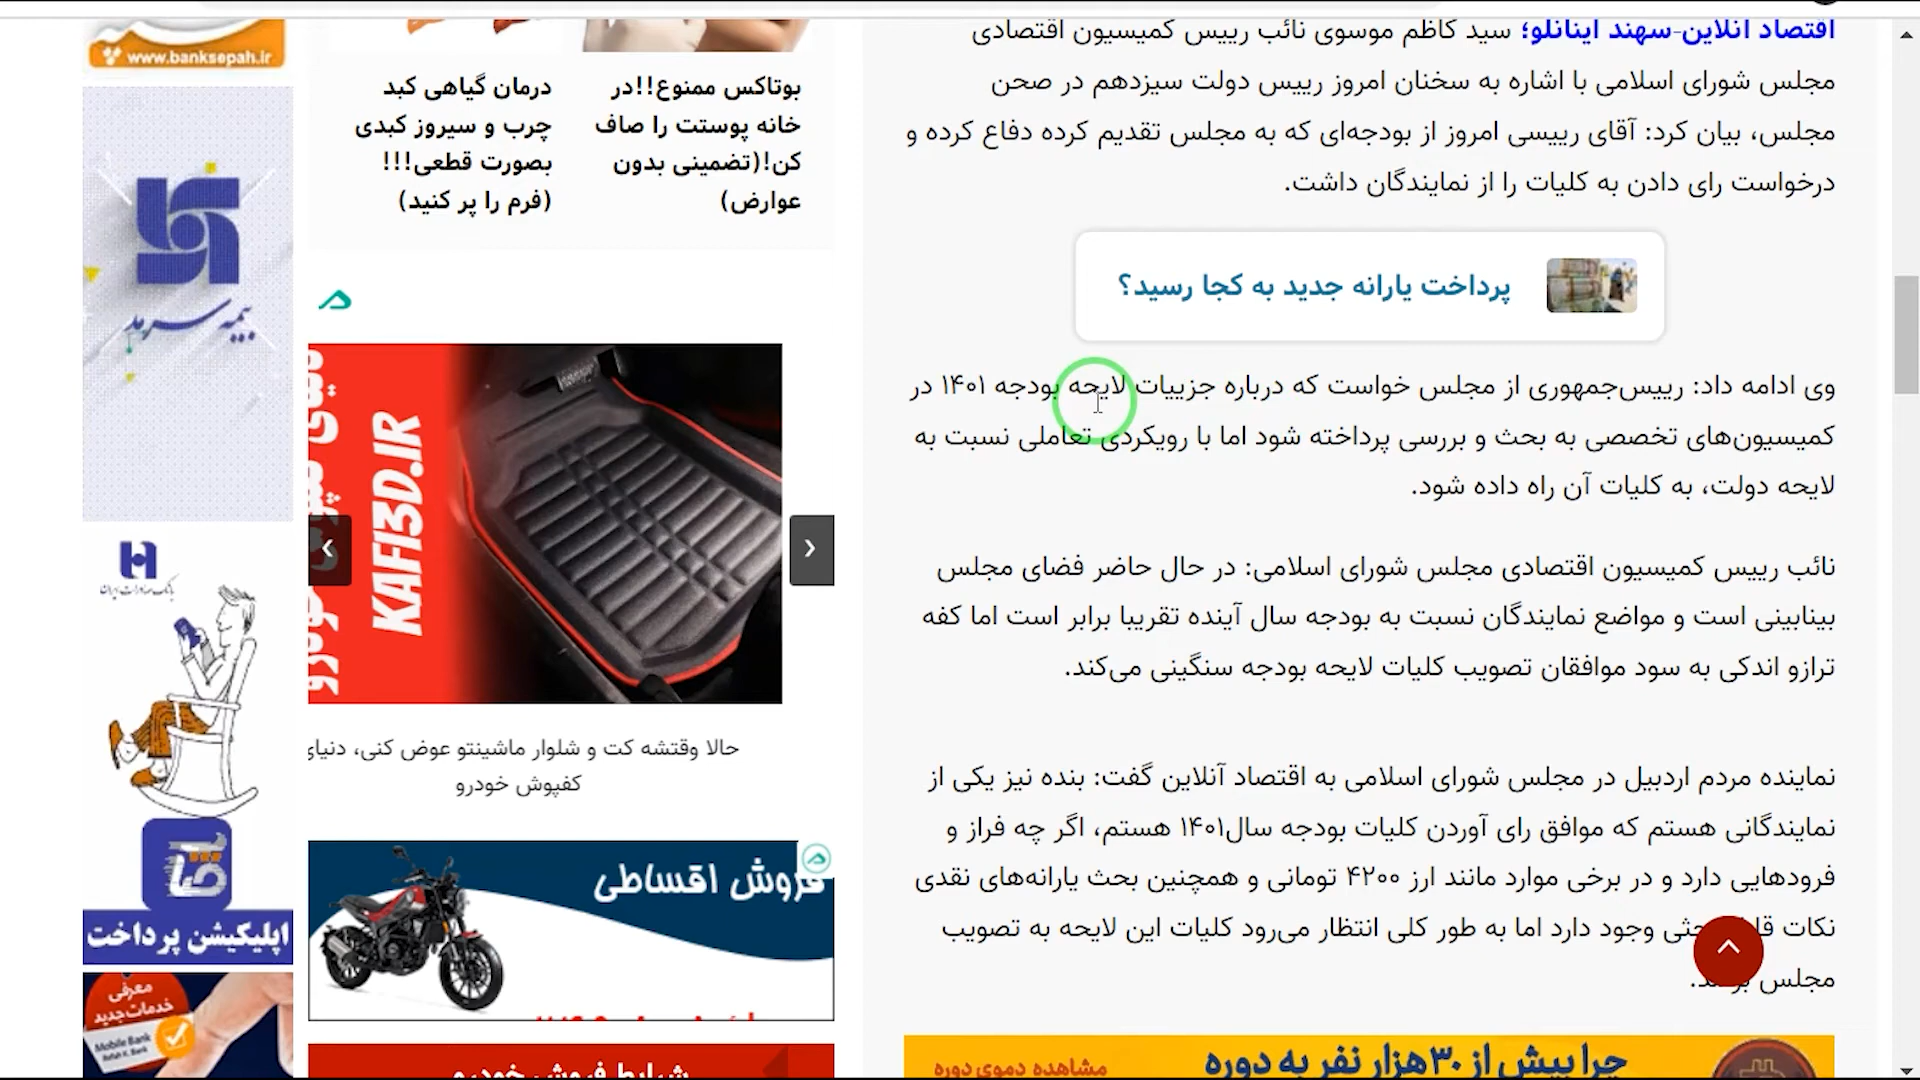 اقتصاد آنلاین-سهند اینانلو؛ سید کاظم موسوی نائب رییس کمیسیون اقتصادی
مجلس شورای اسلامی با اشاره به سخنان امروز رییس دولت سیزدهم در صحن
مجلس، بیان کرد: آقای رییسی امروز از بودجه‌ای که به مجلس تقدیم کرده دفاع کرده و
درخواست رای دادن به کلیات را از نمایندگان داشت.
پرداخت یارانه جدید به کجا رسید؟
وی ادامه داد: رییس‌جمهوری از مجلس خواست که درباره جزییات لایحه بودجه ۱۴۰۱ در
کمیسیون‌های تخصصی به بحث و بررسی پرداخته شود اما با رویکردی تعاملی نسبت به
لایحه دولت، به کلیات آن راه داده شود.
نائب رییس کمیسیون اقتصادی مجلس شورای اسلامی: در حال حاضر فضای مجلس
بینابینی است و مواضع نمایندگان نسبت به بودجه سال آینده تقریبا برابر است اما کفه
ترازو اندکی به سود موافقان تصویب کلیات لایحه بودجه سنگینی می‌کند.
نماینده مردم اردبیل در مجلس شورای اسلامی به اقتصاد آنلاین گفت: بنده نیز یکی از
نمایندگانی هستم که موافق رای آوردن کلیات بودجه سال۱۴۰۱ هستم، اگر چه فراز و
فرودهایی دارد و در برخی موارد مانند ارز ۴۲۰۰ تومانی و همچنین بحث یارانه‌های نقدی
نکات وجود دارد اما به طور کلی انتظار می‌رود کلیات این لایحه به تصویب
مجلس
چرا بیش از ۳۰هزار نفر به دوره
مشاهده دموی دوره
بوتاکس ممنوع!!در
خانه پوستت را صاف
کن!(تضمینی بدون
عوارض)
درمان گیاهی کبد
چرب و سیروز کبدی
بصورت قطعی!!!
(فرم را پر کنید)
KAFI3D.IR
حالا وقتشه کت و شلوار ماشینتو عوض کنی، دنیای
کفپوش خودرو
فروش اقساطی
شرایط فروش خودرو
www.banksepah.ir
بیمه سرمد
بانک صادرات ایران
اپلیکیشن پرداخت
معرفی
خدمات جدید
Mobile Bank
Refah K. Bank